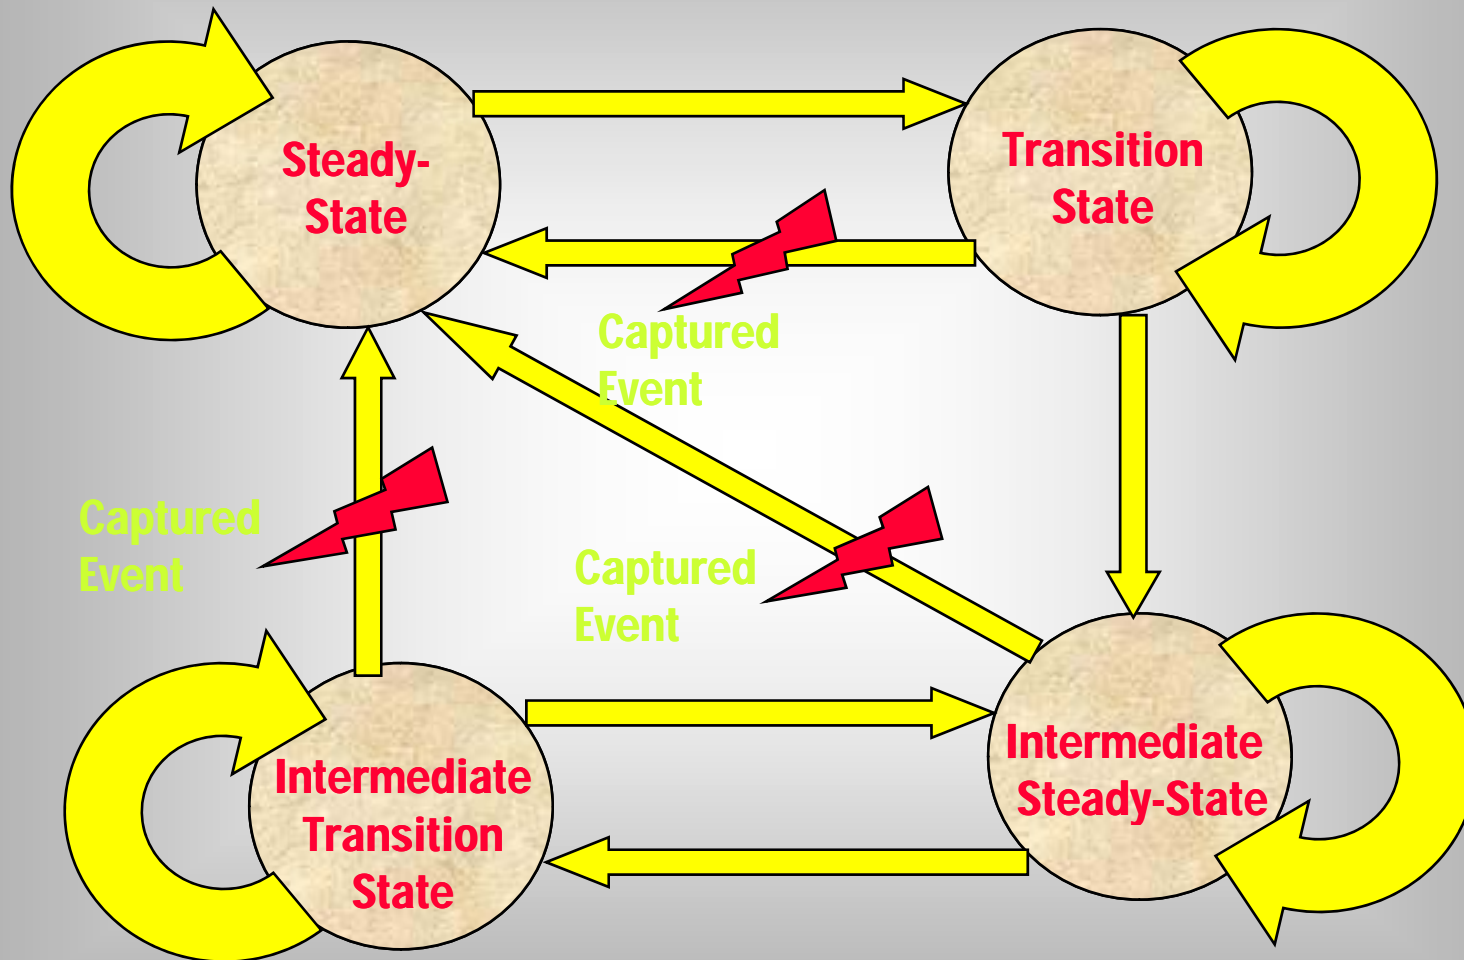 Steady-
State
Transition
State
Captured
Event
Captured
Event
Captured
Event
Intermediate
Transition
State
Intermediate
Steady-State